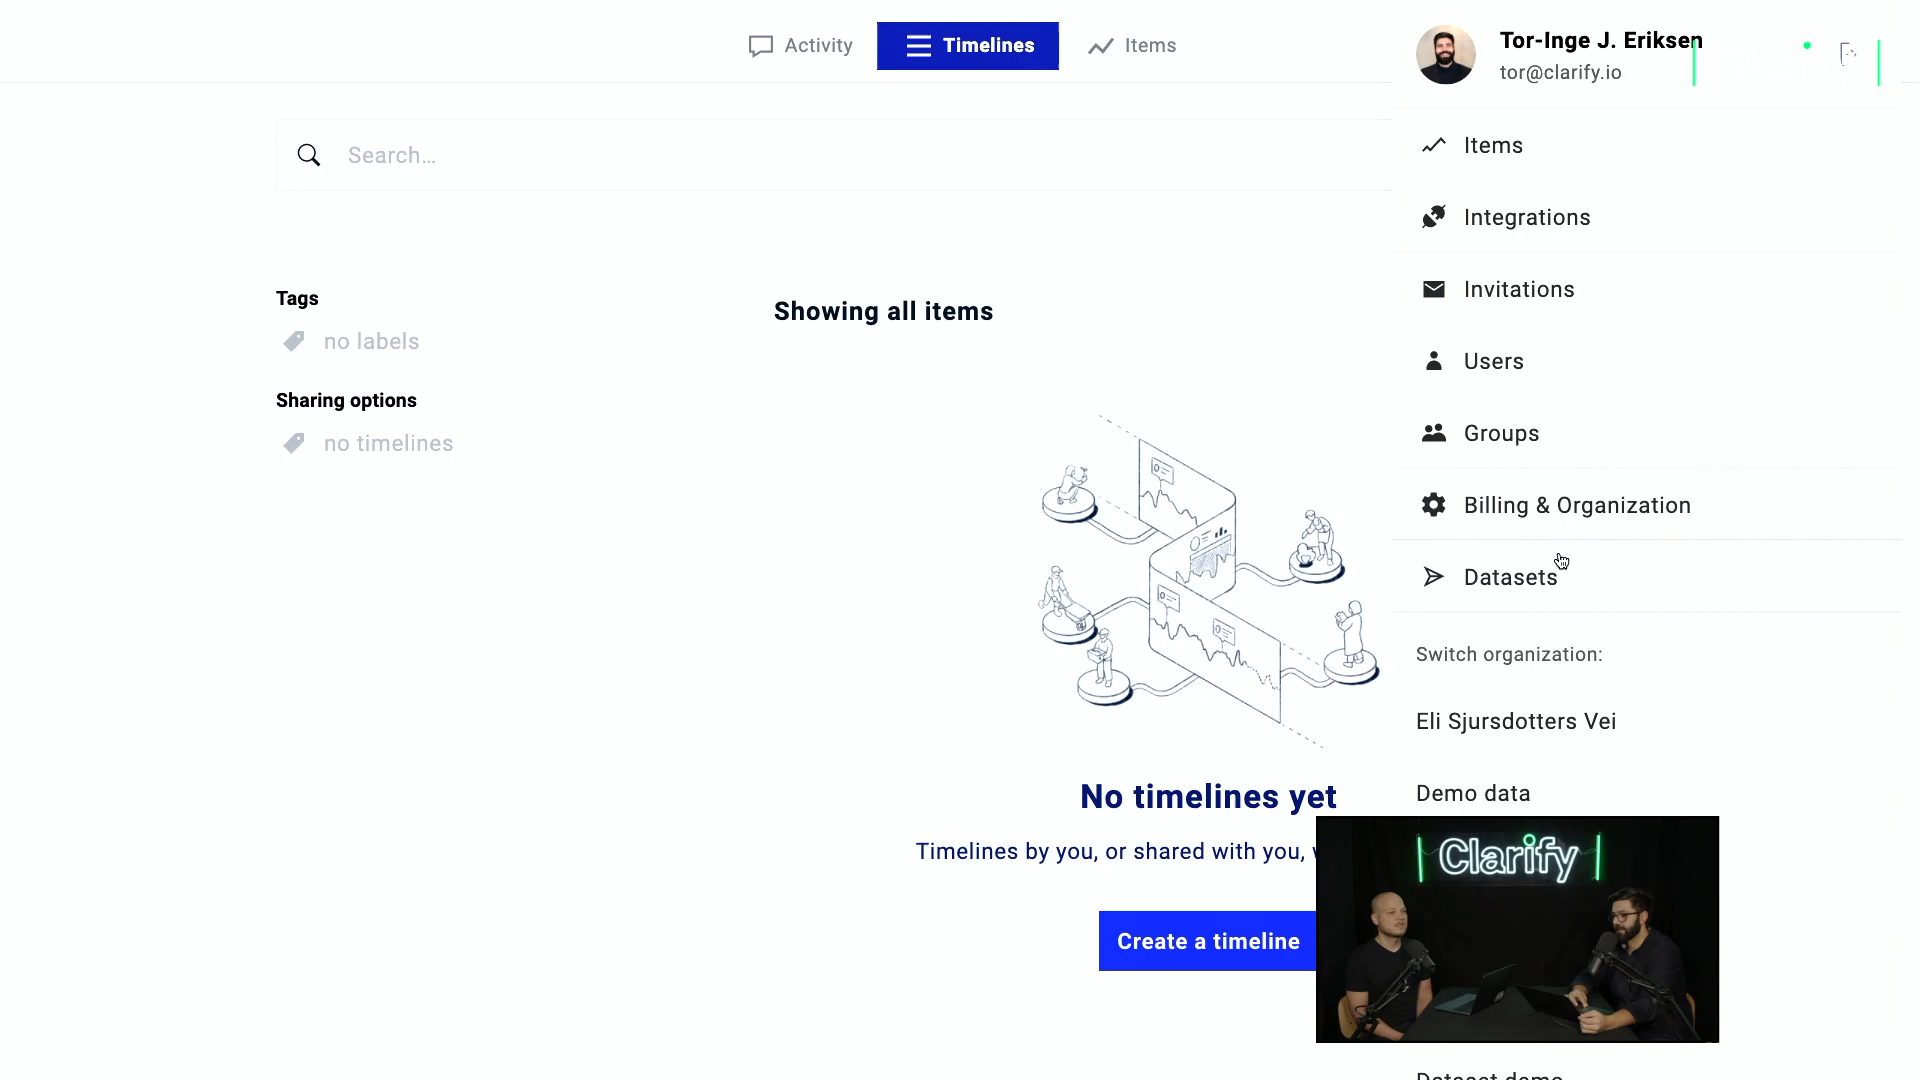 Activity
Timelines
Items
Tor-Inge J. Eriksen
tor@clarify.io
Search...
Items
Integrations
Invitations
Users
Groups
Billing & Organization
Datasets
Switch organization:
Eli Sjursdotters Vei
Demo data
Tags
no labels
Sharing options
no timelines
Showing all items
No timelines yet
Timelines by you, or shared with you,
Create a timeline
Clarify
Dataset demo